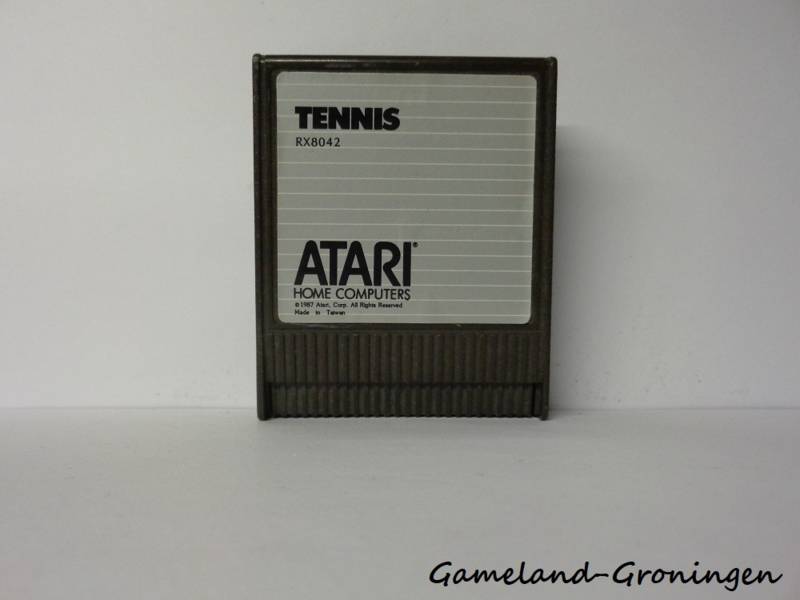 TENNIS
RX8042
ATARI®
HOME COMPUTERS
© 1987 Atari, Corp. All Rights Reserved
Made in Taiwan
Gameland-Groningen